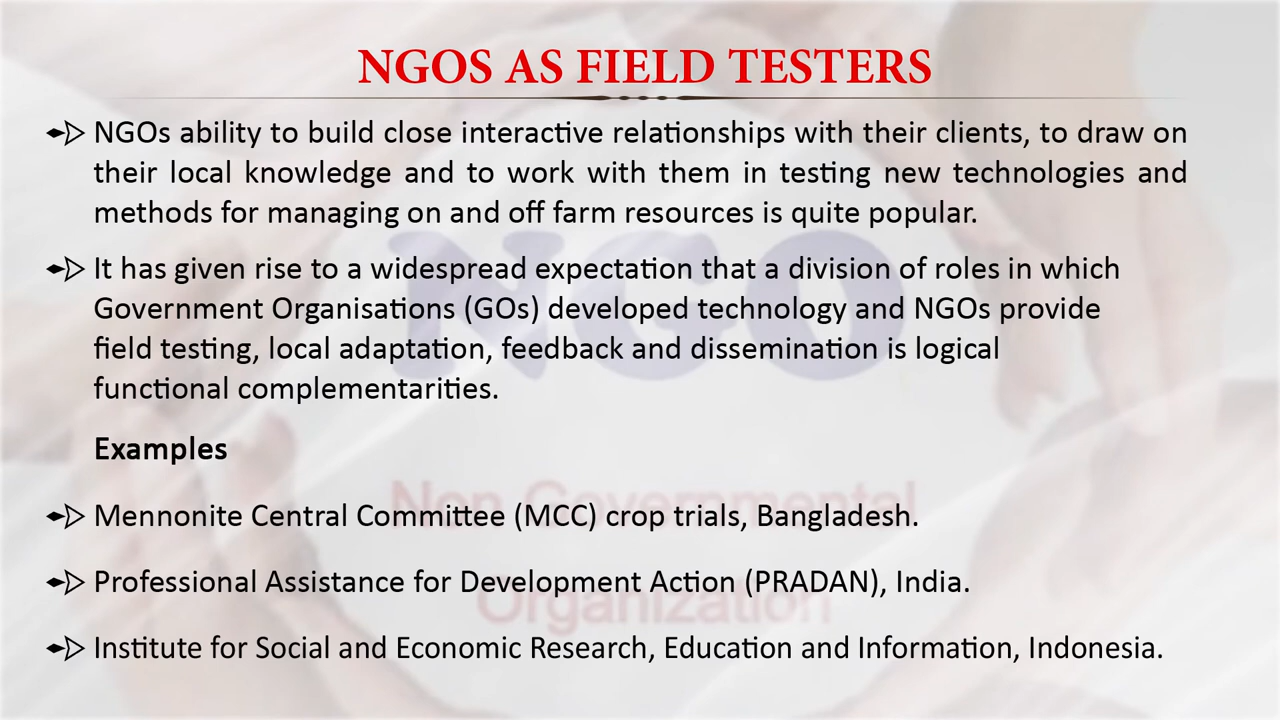 NGOS AS FIELD TESTERS
NGOs ability to build close interactive relationships with their clients, to draw on
their local knowledge and to work with them in testing new technologies and
methods for managing on and off farm resources is quite popular.
It has given rise to a widespread expectation that a division of roles in which
Government Organisations (GOs) developed technology and NGOs provide
field testing, local adaptation, feedback and dissemination is logical
functional complementarities.
Examples
Mennonite Central Committee (MCC) crop trials, Bangladesh.
Professional Assistance for Development Action (PRADAN), India.
Institute for Social and Economic Research, Education and Information, Indonesia.
NGO
Non Governmental
Organization